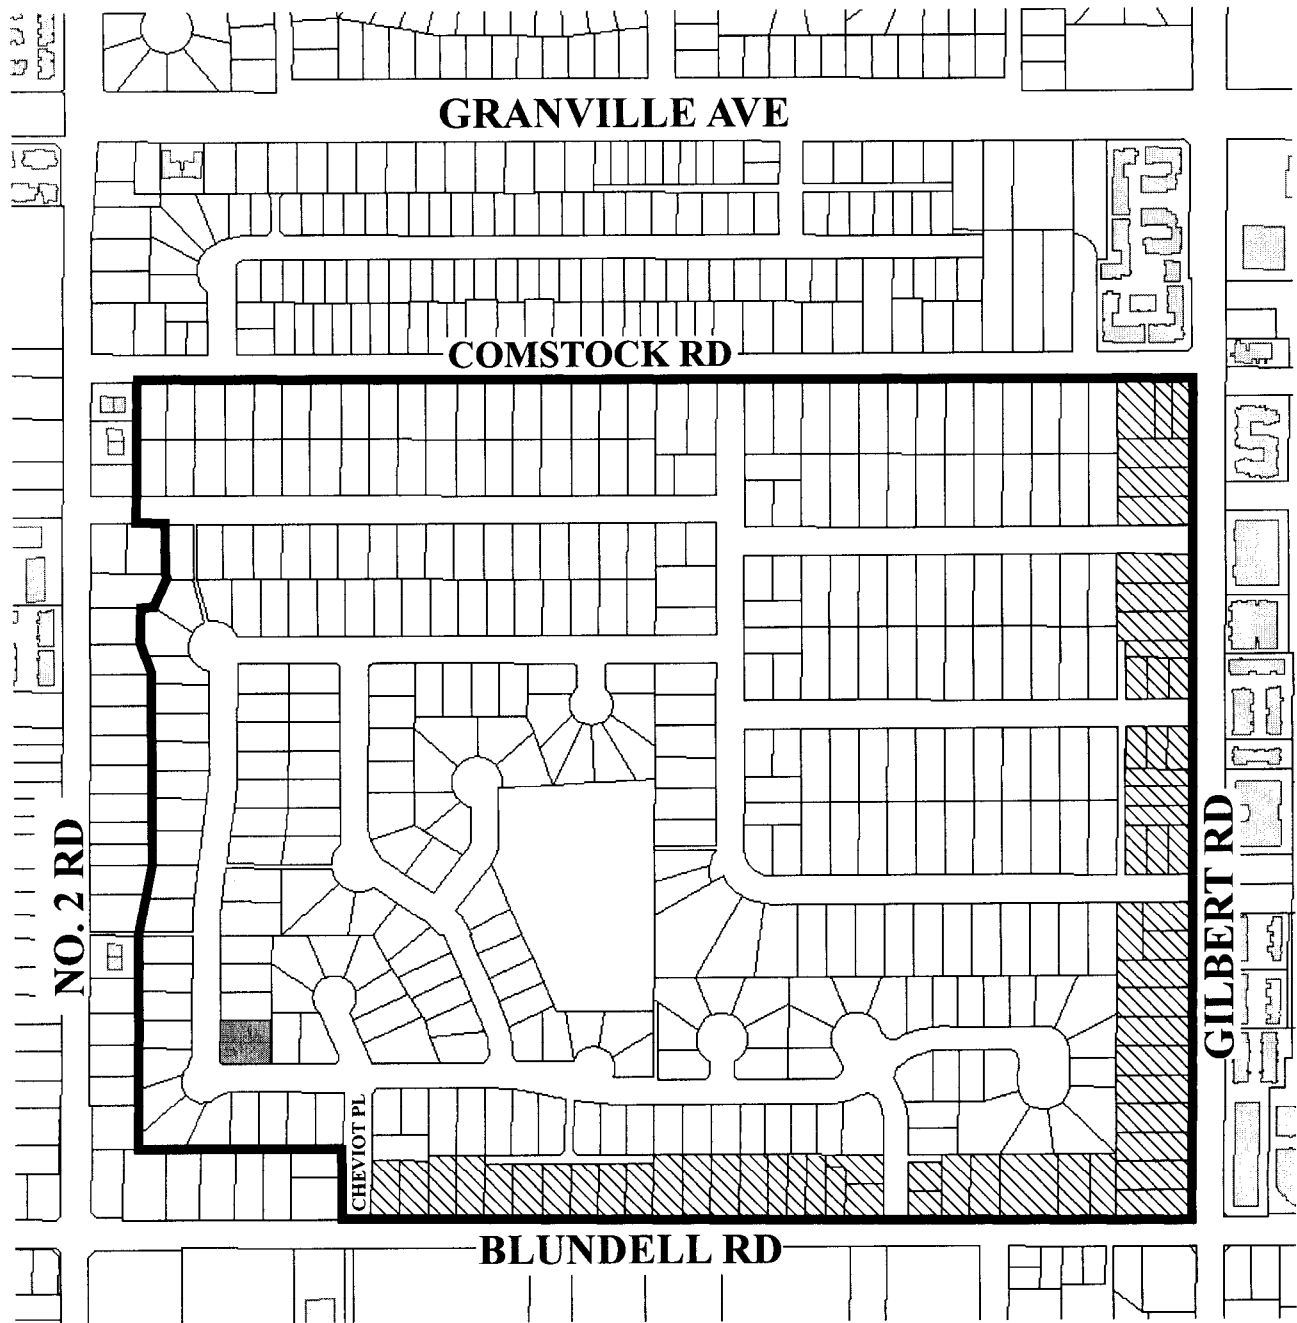 GRANVILLE AVE
COMSTOCK RD
NO. 2 RD
GILBERT RD
CHEVIOT PL
BLUNDELL RD